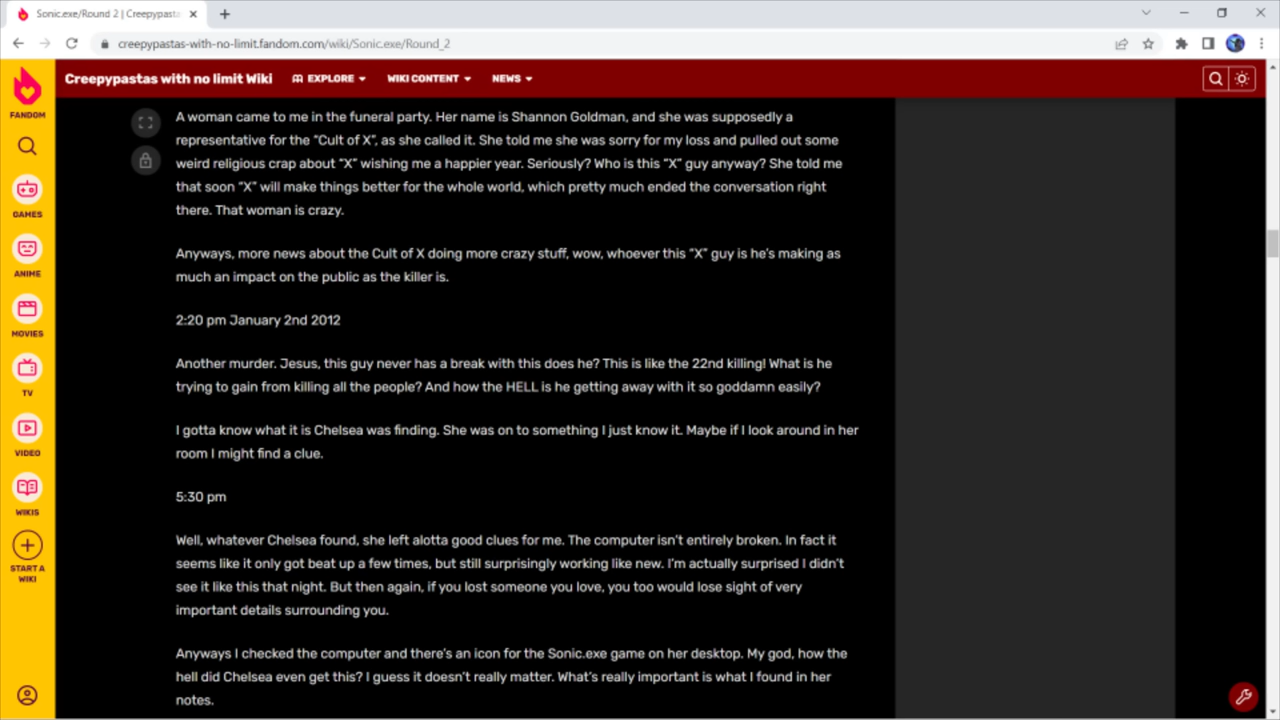 Sonic.exe/Round 2 | Creepypasta
creepypastas-with-no-limit.fandom.com/wiki/Sonic.exe/Round_2
Creepypastas with no limit Wiki
EXPLORE
WIKI CONTENT
NEWS
FANDOM
GAMES
ANIME
MOVIES
TV
VIDEO
WIKIS
START A
WIKI
A woman came to me in the funeral party. Her name is Shannon Goldman, and she was supposedly a
representative for the “Cult of X”, as she called it. She told me she was sorry for my loss and pulled out some
weird religious crap about “X” wishing me a happier year. Seriously? Who is this “X” guy anyway? She told me
that soon “X” will make things better for the whole world, which pretty much ended the conversation right
there. That woman is crazy.
Anyways, more news about the Cult of X doing more crazy stuff, wow, whoever this “X” guy is he’s making as
much an impact on the public as the killer is.
2:20 pm January 2nd 2012
Another murder. Jesus, this guy never has a break with this does he? This is like the 22nd killing! What is he
trying to gain from killing all the people? And how the HELL is he getting away with it so goddamn easily?
I gotta know what it is Chelsea was finding. She was on to something I just know it. Maybe if I look around in her
room I might find a clue.
5:30 pm
Well, whatever Chelsea found, she left alotta good clues for me. The computer isn’t entirely broken. In fact it
seems like it only got beat up a few times, but still surprisingly working like new. I’m actually surprised I didn’t
see it like this that night. But then again, if you lost someone you love, you too would lose sight of very
important details surrounding you.
Anyways I checked the computer and there’s an icon for the Sonic.exe game on her desktop. My god, how the
hell did Chelsea even get this? I guess it doesn’t really matter. What’s really important is what I found in her
notes.